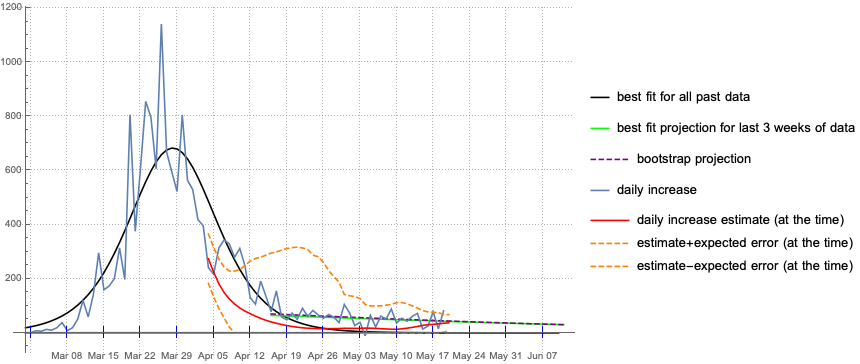 1200
1000
800
600
400
200
Mar 08 Mar 15 Mar 22 Mar 29 Apr 05 Apr 12 Apr 19 Apr 26 May 03 May 10 May 17 May 24 May 31 Jun 07
best fit for all past data
best fit projection for last 3 weeks of data
bootstrap projection
daily increase
daily increase estimate (at the time)
estimate+expected error (at the time)
estimate−expected error (at the time)